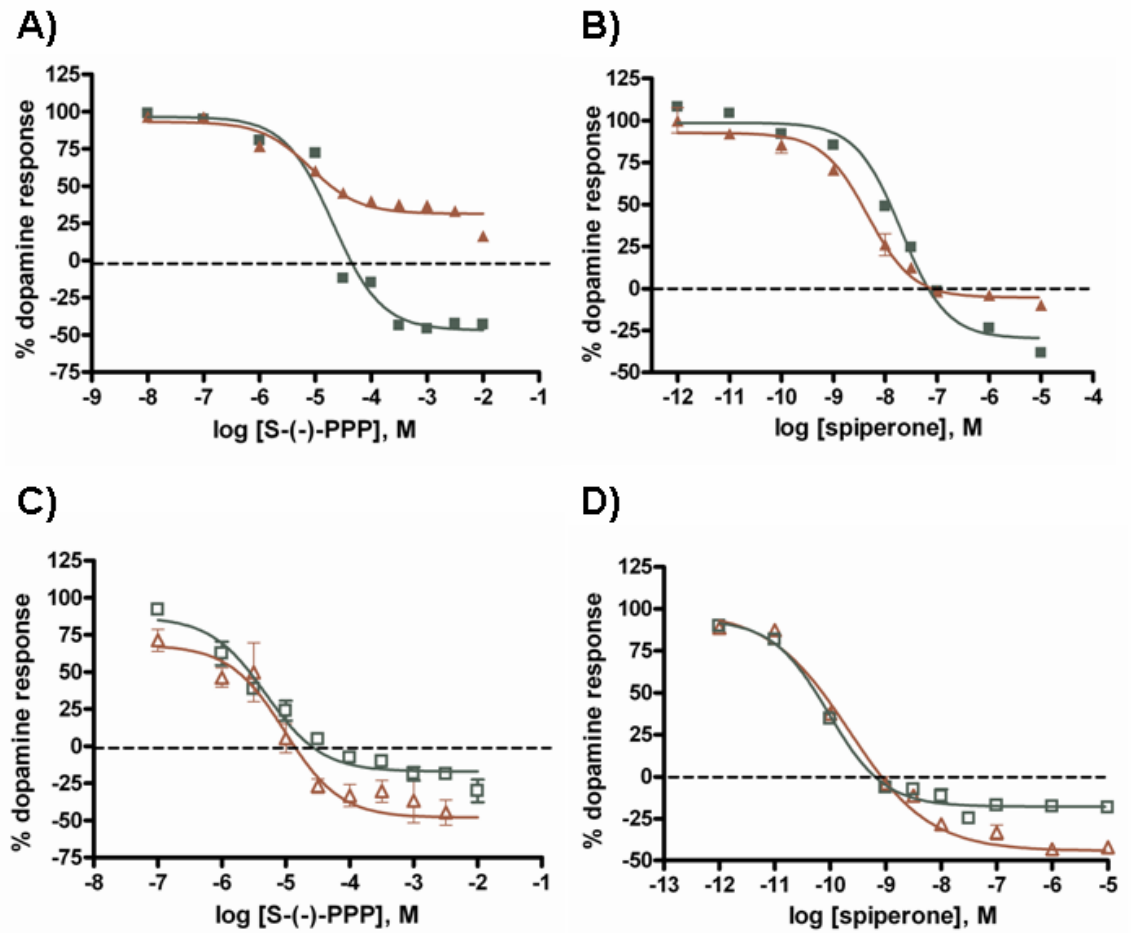 A)
% dopamine response
125
100
75
50
25
0
-25
-50
-75
-9 -8 -7 -6 -5 -4 -3 -2 -1
log [S-(-)-PPP], M
B)
% dopamine response
125
100
75
50
25
0
-25
-50
-12 -11 -10 -9 -8 -7 -6 -5 -4
log [spiperone], M
C)
% dopamine response
125
100
75
50
25
0
-25
-50
-75
-8 -7 -6 -5 -4 -3 -2 -1
log [S-(-)-PPP], M
D)
% dopamine response
125
100
75
50
25
0
-25
-50
-13 -12 -11 -10 -9 -8 -7 -6 -5
log [spiperone], M